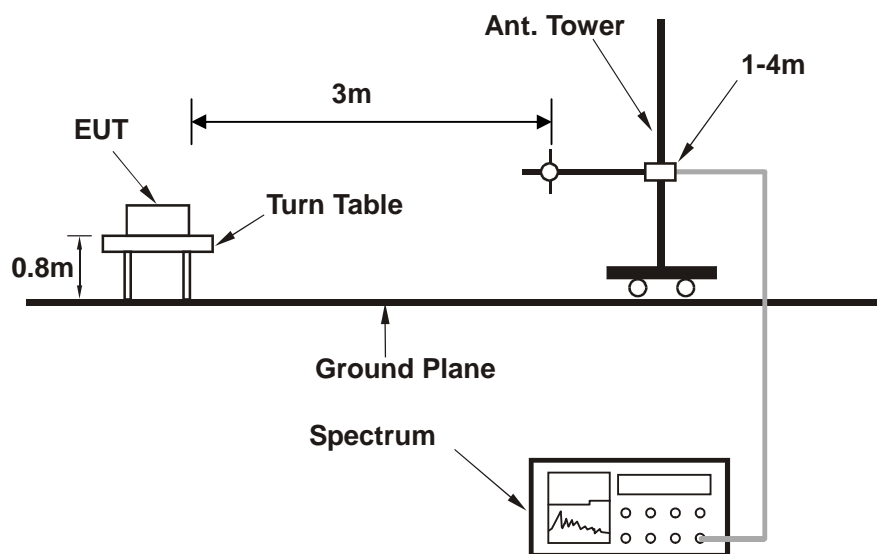 Ant. Tower
1-4m
3m
EUT
Turn Table
0.8m
Ground Plane
Spectrum